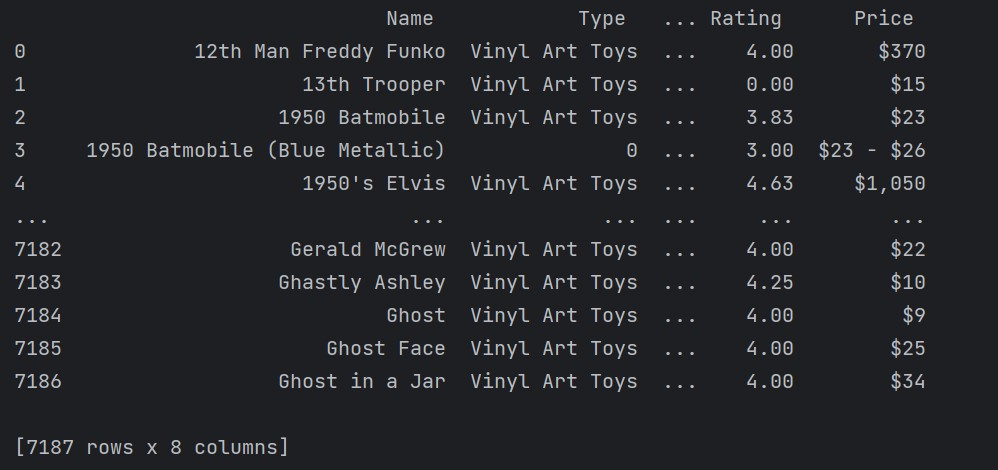 Name Type ... Rating Price
0 12th Man Freddy Funko Vinyl Art Toys ... 4.00 $370
1 13th Trooper Vinyl Art Toys ... 0.00 $15
2 1950 Batmobile Vinyl Art Toys ... 3.83 $23
3 1950 Batmobile (Blue Metallic) 0 ... 3.00 $23 - $26
4 1950's Elvis Vinyl Art Toys ... 4.63 $1,050
... ... ... ... ... ...
7182 Gerald McGrew Vinyl Art Toys ... 4.00 $22
7183 Ghastly Ashley Vinyl Art Toys ... 4.25 $10
7184 Ghost Vinyl Art Toys ... 4.00 $9
7185 Ghost Face Vinyl Art Toys ... 4.00 $25
7186 Ghost in a Jar Vinyl Art Toys ... 4.00 $34
[7187 rows x 8 columns]